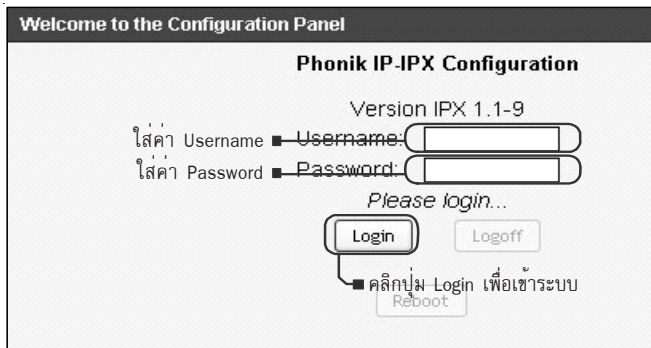 Welcome to the Configuration Panel
Phonik IP-IPX Configuration
Version IPX 1.1-9
ใส่ค่า Username Username:
ใส่ค่า Password Password:
Please login...
Login Logoff
คลิกปุ่ม Login เพื่อเข้าระบบ
Reboot